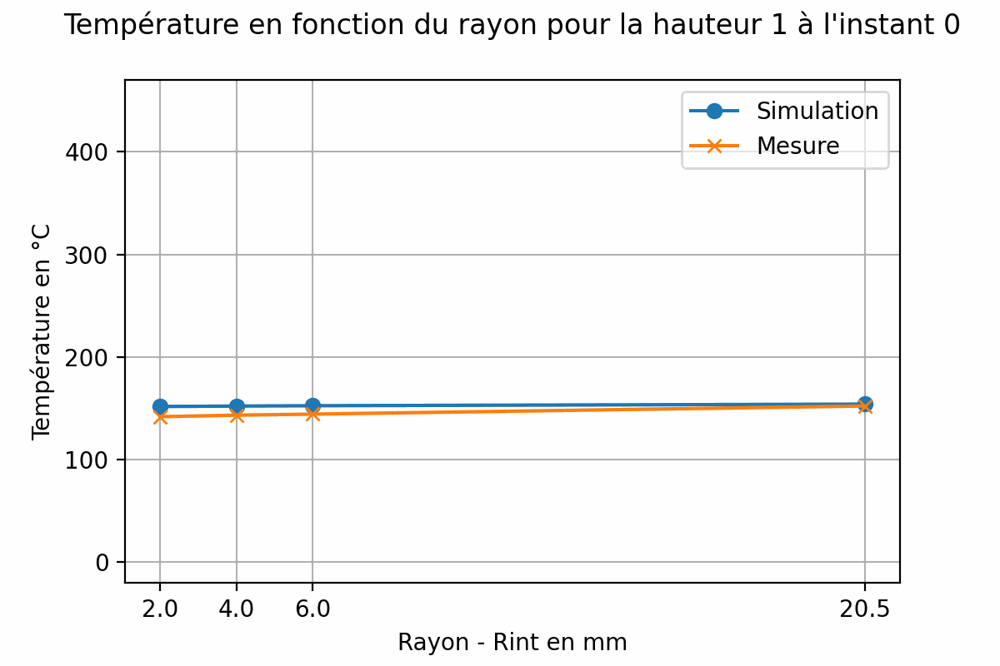 Température en fonction du rayon pour la hauteur 1 à l'instant 0
Simulation
Mesure
400
300
200
100
0
Température en °C
2.0 4.0 6.0 20.5
Rayon - Rint en mm